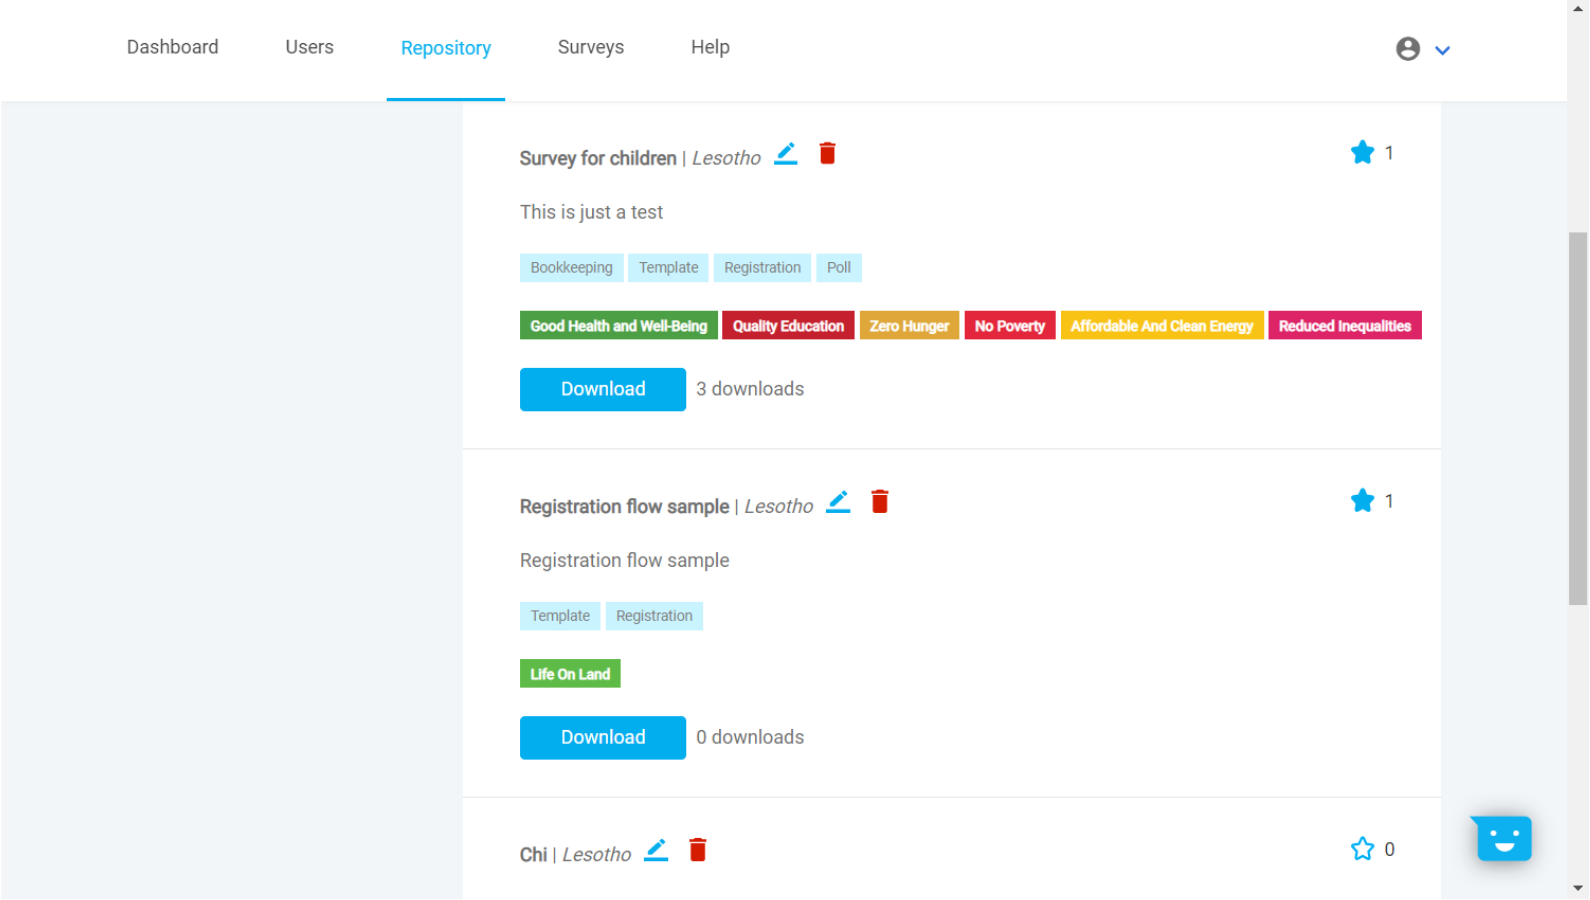 Dashboard Users Repository Surveys Help
Survey for children | Lesotho 1
This is just a test
Bookkeeping Template Registration Poll
Good Health and Well-Being Quality Education Zero Hunger No Poverty Affordable And Clean Energy Reduced Inequalities
Download 3 downloads
Registration flow sample | Lesotho 1
Registration flow sample
Template Registration
Life On Land
Download 0 downloads
Chi | Lesotho 0